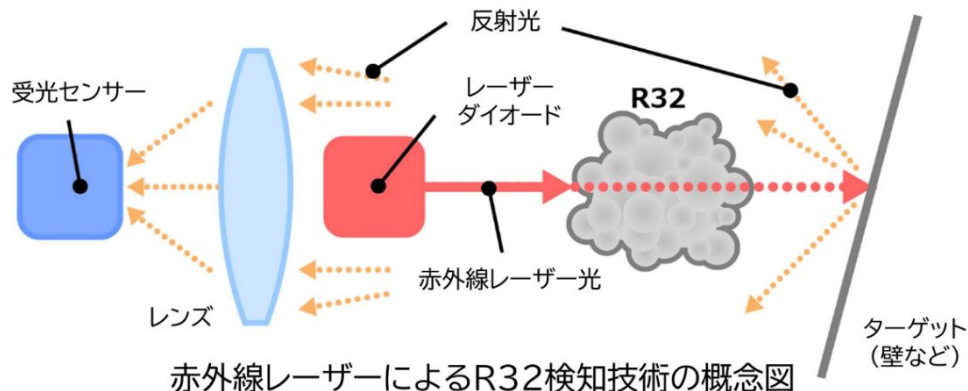 反射光
受光センサー
レーザー
ダイオード
R32
赤外線レーザー光
レンズ
ターゲット
(壁など)
赤外線レーザーによるR32検知技術の概念図